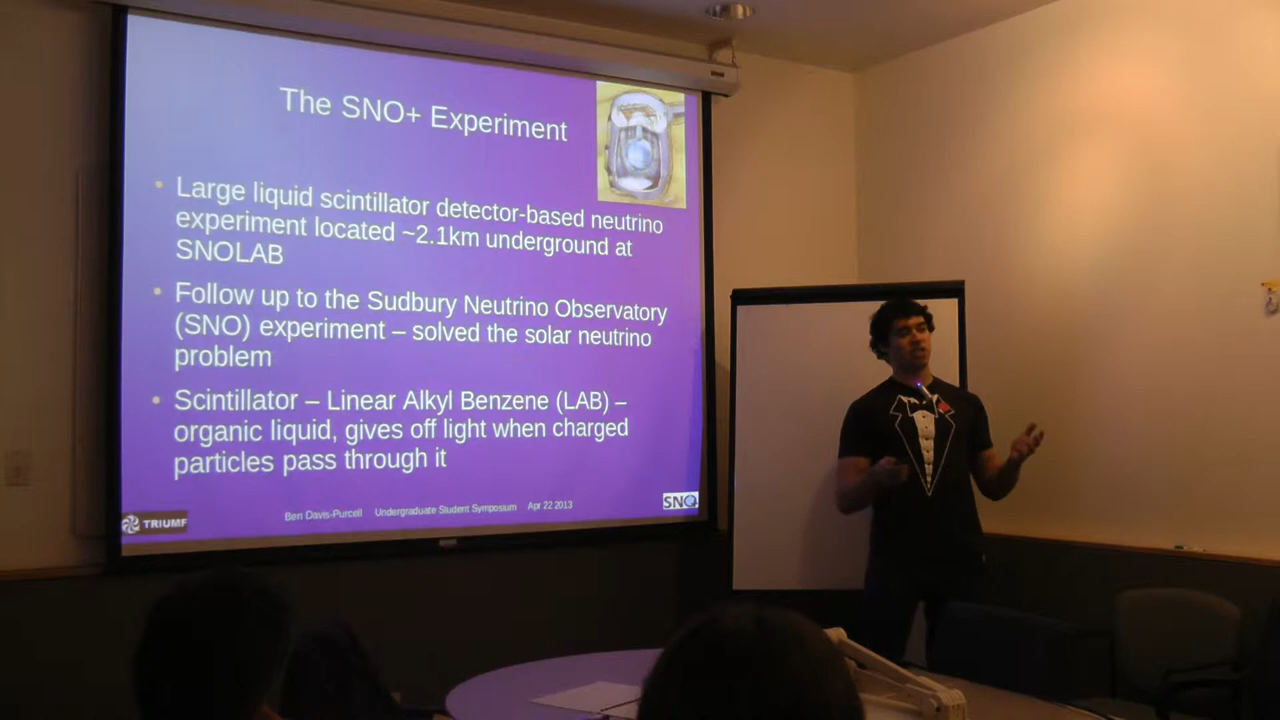 The SNO+ Experiment
Large liquid scintillator detector-based neutrino
experiment located ~2.1km underground at
SNOLAB
Follow up to the Sudbury Neutrino Observatory
(SNO) experiment – solved the solar neutrino
problem
Scintillator – Linear Alkyl Benzene (LAB) –
organic liquid, gives off light when charged
particles pass through it
TRIUMF
Ben Davis-Purcell Undergraduate Student Symposium Apr 22 2013
SNO